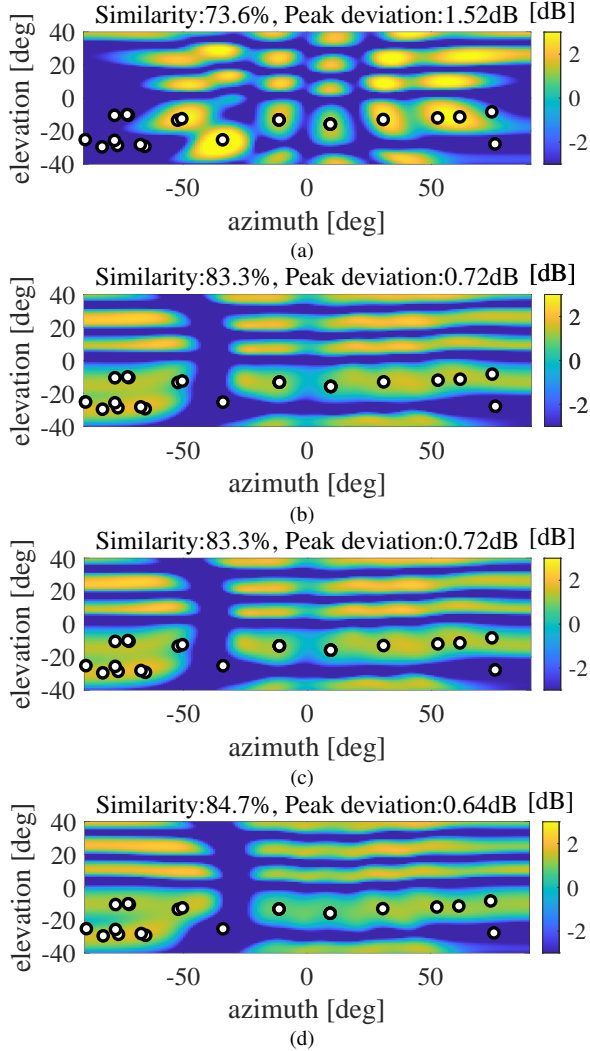 Similarity:73.6%, Peak deviation:1.52dB [dB]
40
20
0
-20
-40
elevation [deg]
-50 0 50
azimuth [deg]
2
0
-2
(a)
Similarity:83.3%, Peak deviation:0.72dB [dB]
40
20
0
-20
-40
elevation [deg]
-50 0 50
azimuth [deg]
2
0
-2
(b)
Similarity:83.3%, Peak deviation:0.72dB [dB]
40
20
0
-20
-40
elevation [deg]
-50 0 50
azimuth [deg]
2
0
-2
(c)
Similarity:84.7%, Peak deviation:0.64dB [dB]
40
20
0
-20
-40
elevation [deg]
-50 0 50
azimuth [deg]
2
0
-2
(d)